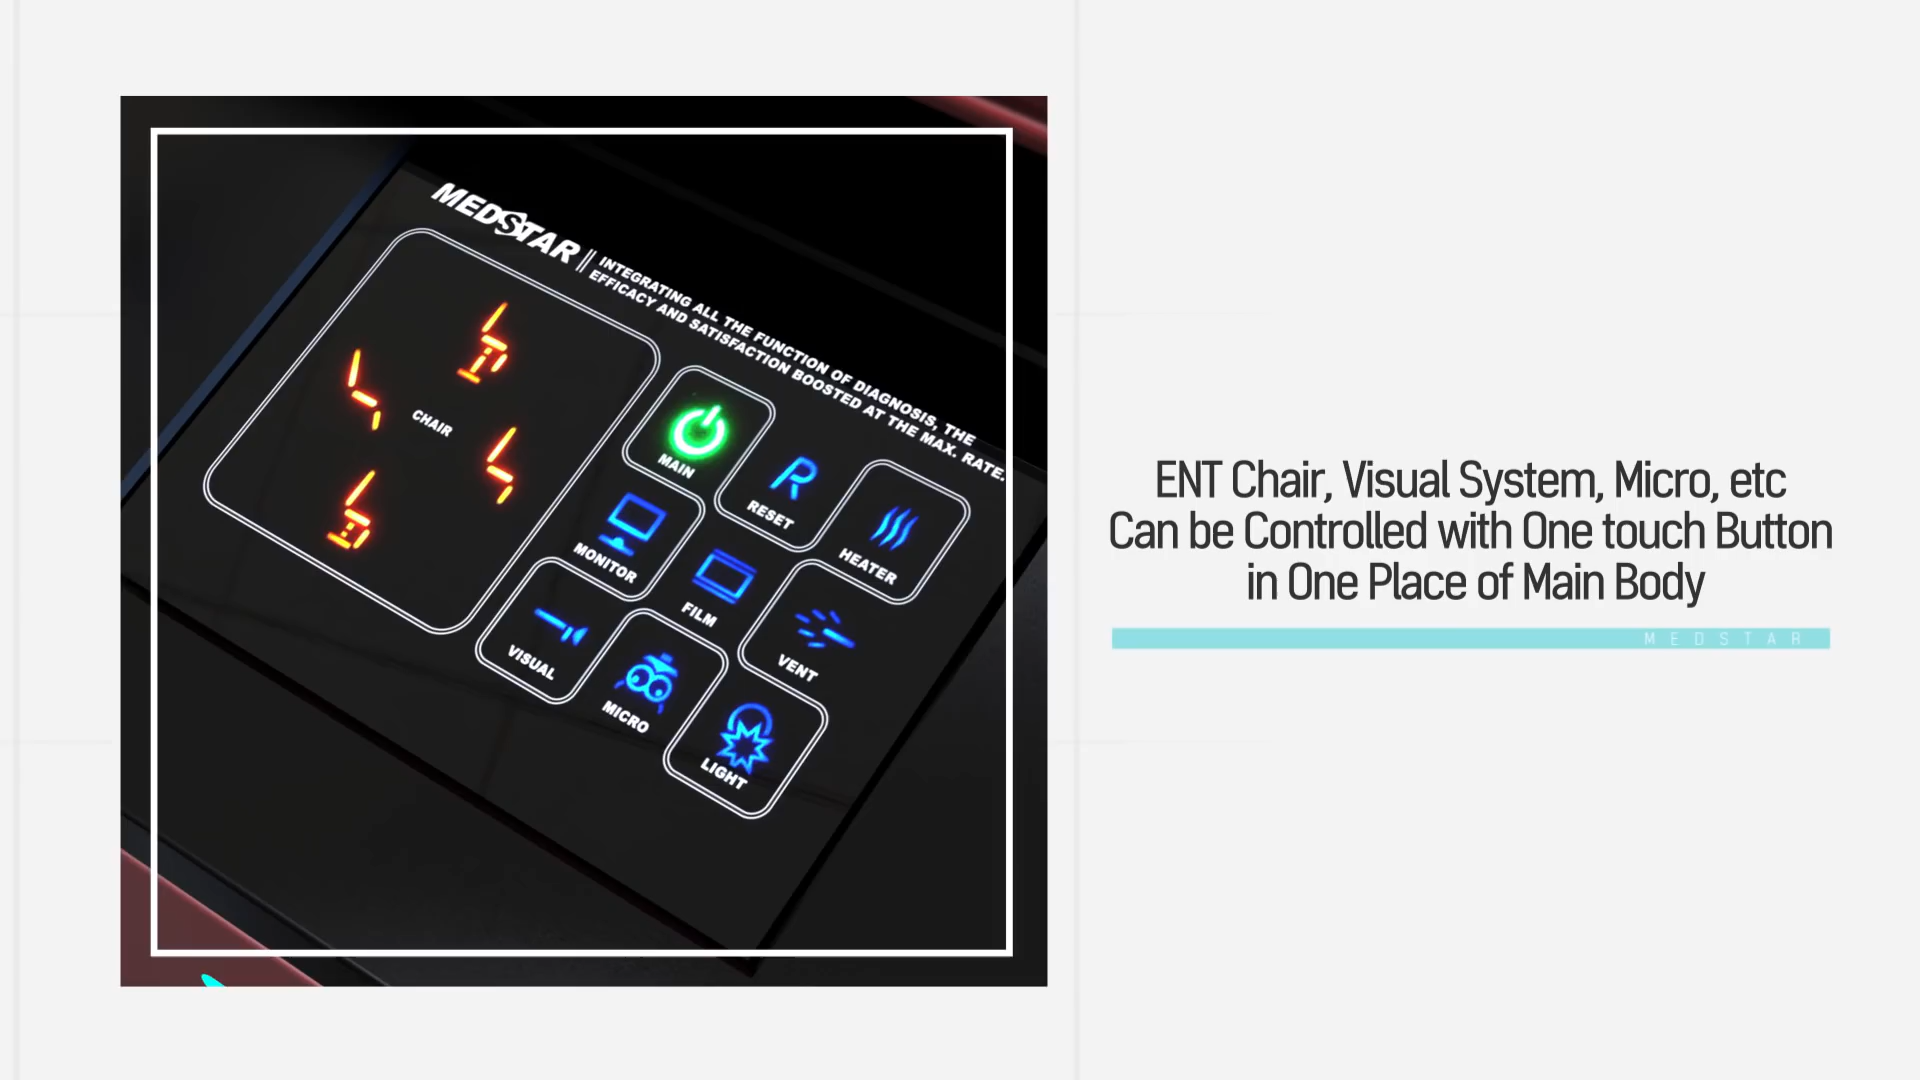 MEDSTAR
INTEGRATING ALL THE FUNCTION OF DIAGNOSIS, THE
EFFICACY AND SATISFACTION BOOSTED AT THE MAX. RATE.
CHAIR
MAIN
R
RESET
HEATER
MONITOR
FILM
VENT
VISUAL
MICRO
LIGHT
ENT Chair, Visual System, Micro, etc
Can be Controlled with One touch Button
in One Place of Main Body
MEDSTAR